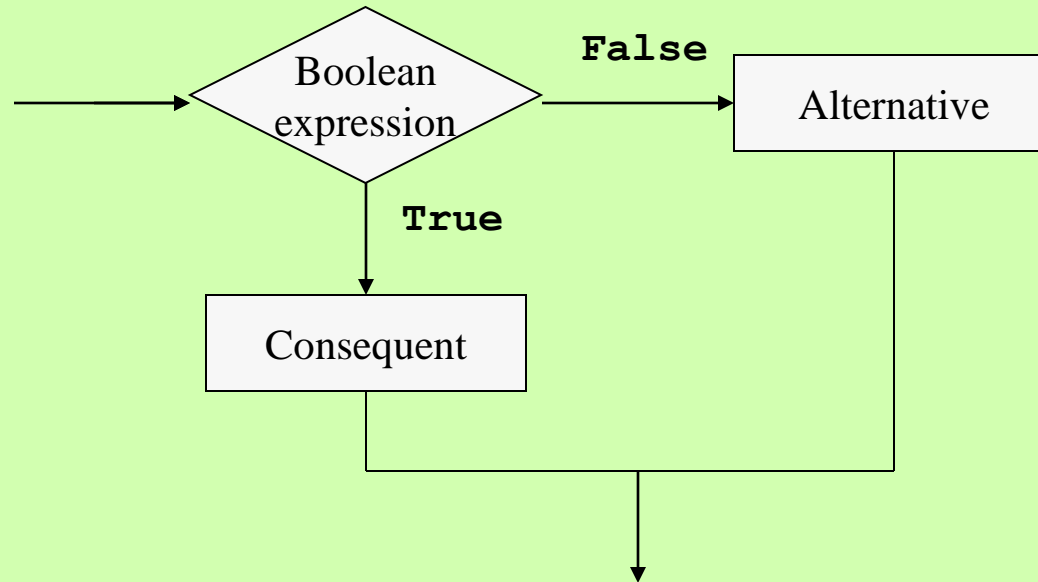 Boolean
expression
False
Alternative
True
Consequent